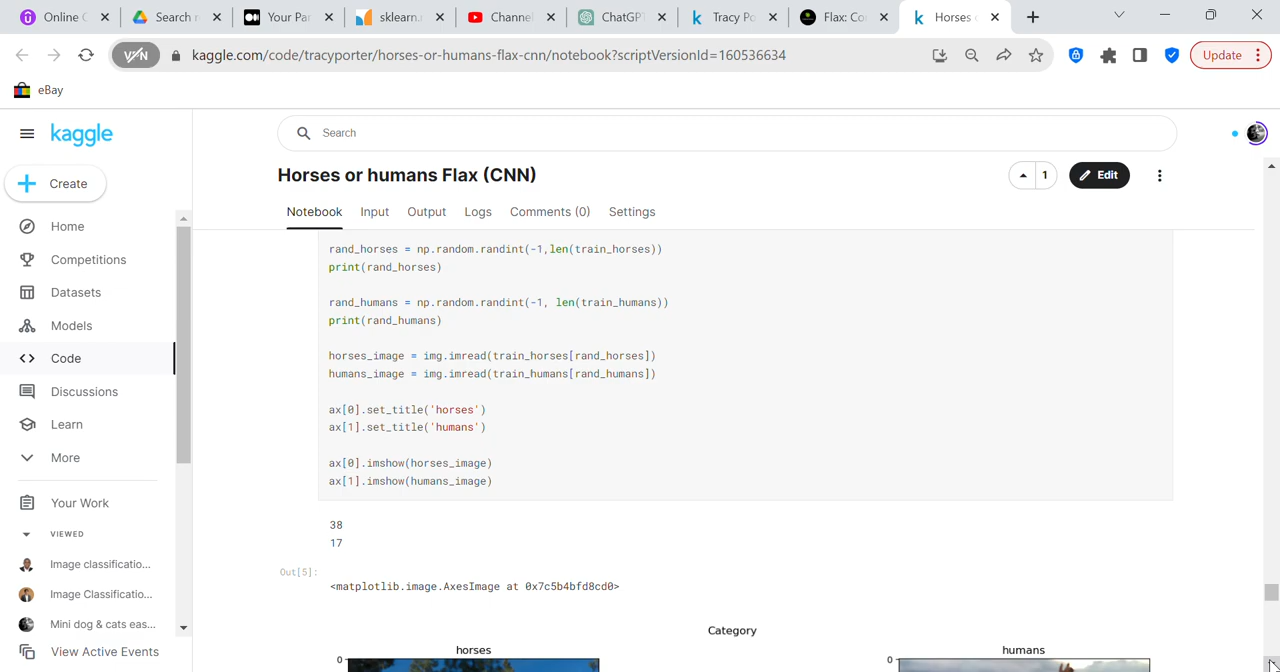 Online C
Search r
Your Par
sklearn.r
Channel
ChatGPT
Tracy Po
Flax: Co
Horses o
VPN
kaggle.com/code/tracyporter/horses-or-humans-flax-cnn/notebook?scriptVersionId=160536634
Update
eBay
kaggle
Search
Create
Horses or humans Flax (CNN)
1
Edit
Notebook
Input
Output
Logs
Comments (0)
Settings
Home
Competitions
Datasets
Models
Code
Discussions
Learn
More
Your Work
VIEWED
Image classificatio...
Image Classificatio...
Mini dog & cats eas...
View Active Events
rand_horses = np.random.randint(-1,len(train_horses))
print(rand_horses)
rand_humans = np.random.randint(-1, len(train_humans))
print(rand_humans)
horses_image = img.imread(train_horses[rand_horses])
humans_image = img.imread(train_humans[rand_humans])
ax[0].set_title('horses')
ax[1].set_title('humans')
ax[0].imshow(horses_image)
ax[1].imshow(humans_image)
38
17
Out[5]:
<matplotlib.image.AxesImage at 0x7c5b4bfd8cd0>
Category
horses
humans
0
0